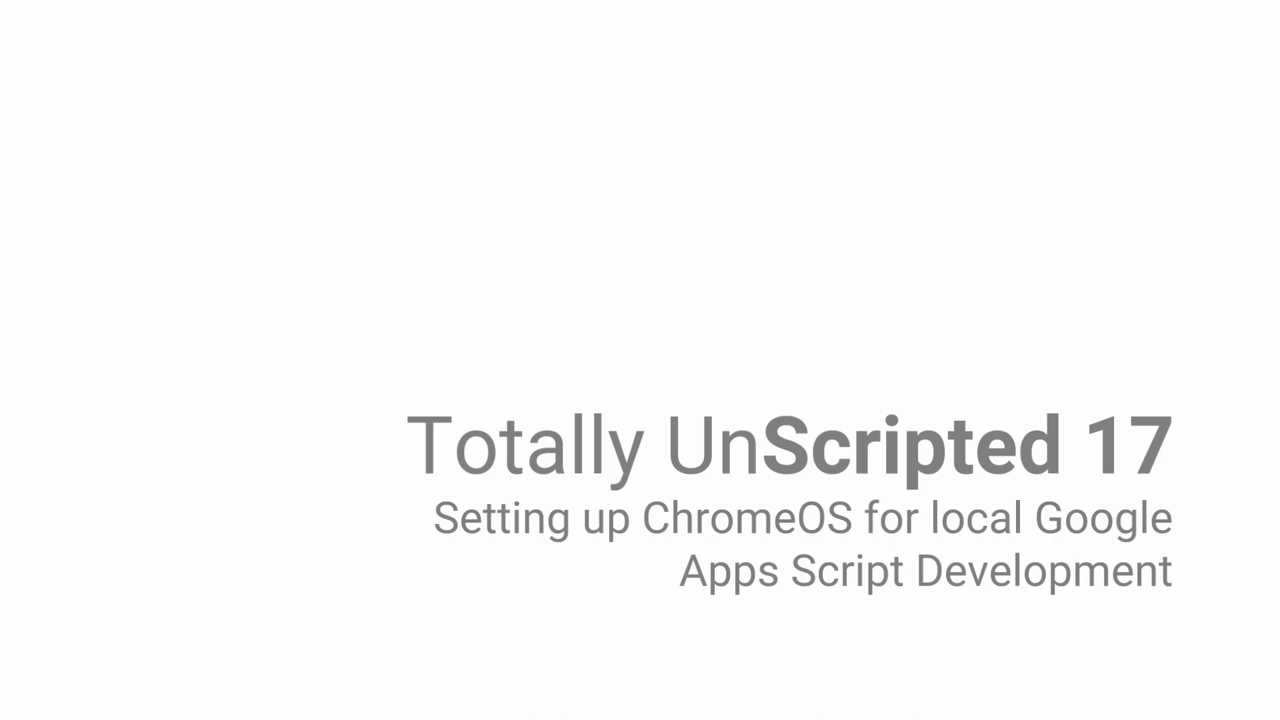 Totally UnScripted 17
Setting up ChromeOS for local Google
Apps Script Development